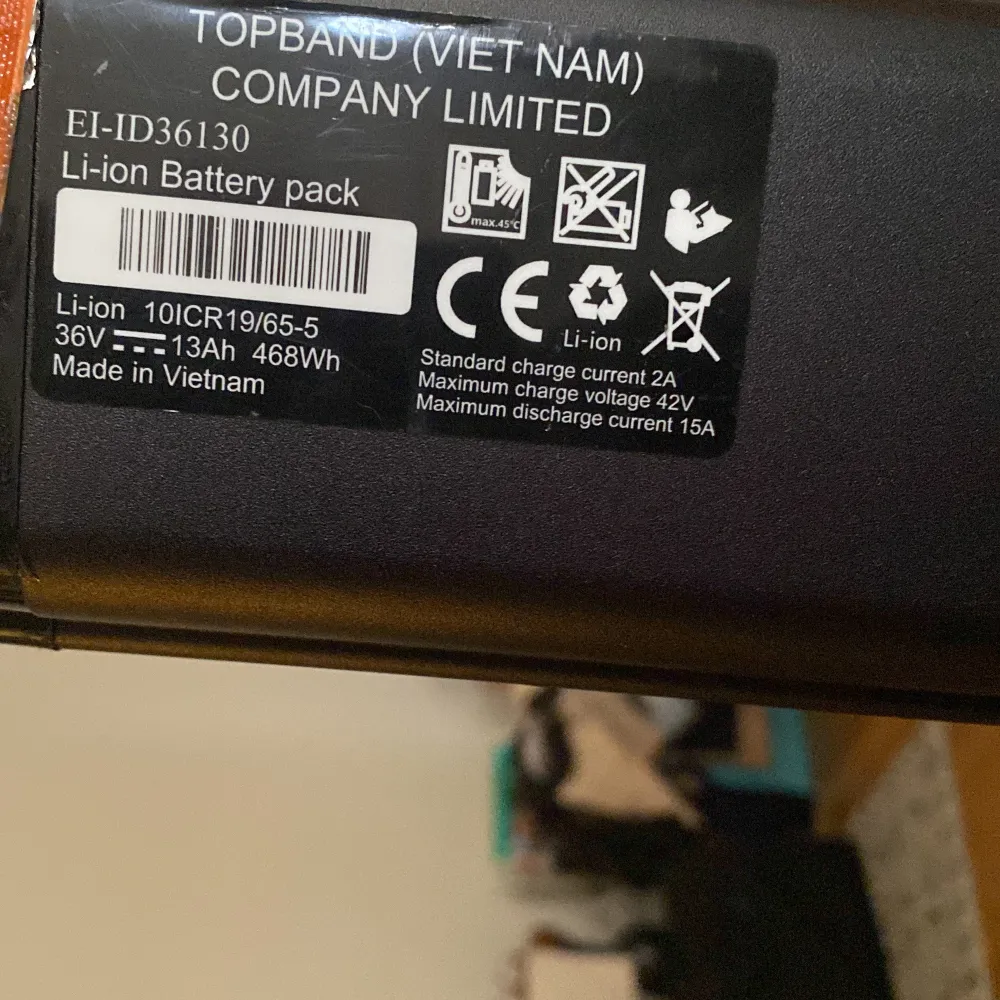 TOPBAND (VIET NAM)
COMPANY LIMITED
EI-ID36130
Li-ion Battery pack
max.45°C
Li-ion
Li-ion 10ICR19/65-5
36V 13Ah 468Wh
Made in Vietnam
Standard charge current 2A
Maximum charge voltage 42V
Maximum discharge current 15A